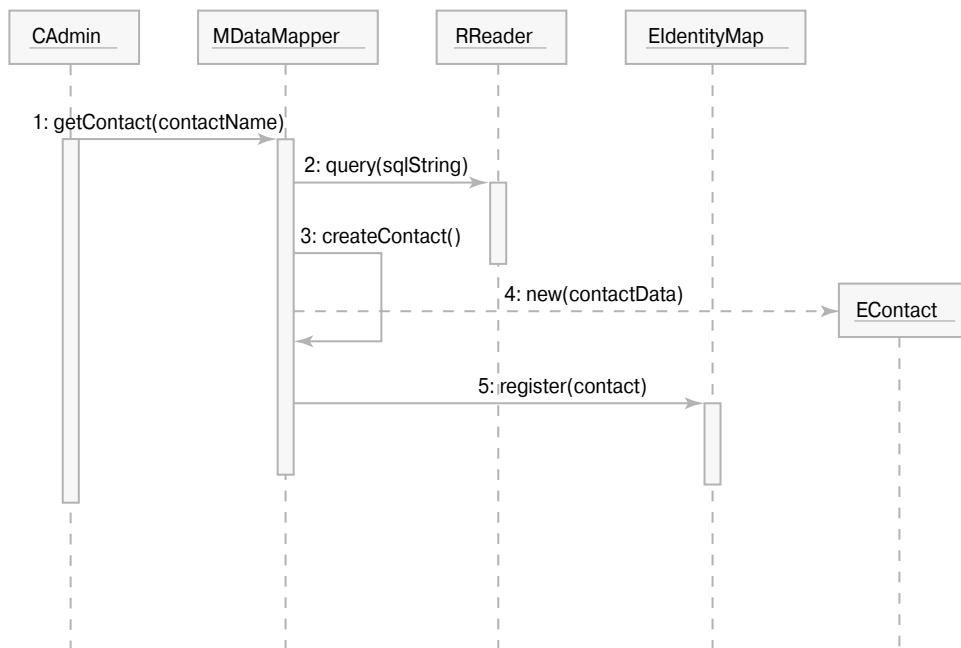 CAdmin
MDataMapper
RReader
EIdentityMap
1: getContact(contactName)
2: query(sqlString)
3: createContact()
4: new(contactData)
EContact
5: register(contact)